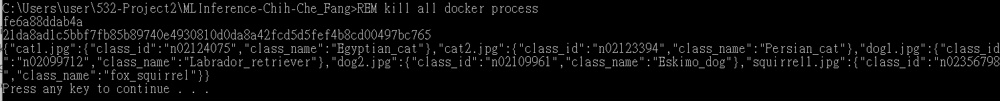 C:\Users\user\532-Project2\MLInference-Chih-Che_Fang>REM kill all docker process
fe6a88ddab4a
21da8ad1c5bbf7fb85b89740e4930810d0da8a42fcd5d5fef4b8cd00497bc765
{"cat1.jpg":{"class_id":"n02124075","class_name":"Egyptian_cat"},"cat2.jpg":{"class_id":"n02123394","class_name":"Persian_cat"},"dog1.jpg":{"class_id
":"n02099712","class_name":"Labrador_retriever"},"dog2.jpg":{"class_id":"n02109961","class_name":"Eskimo_dog"},"squirrel1.jpg":{"class_id":"n02356798
","class_name":"fox_squirrel"}}
Press any key to continue . . .